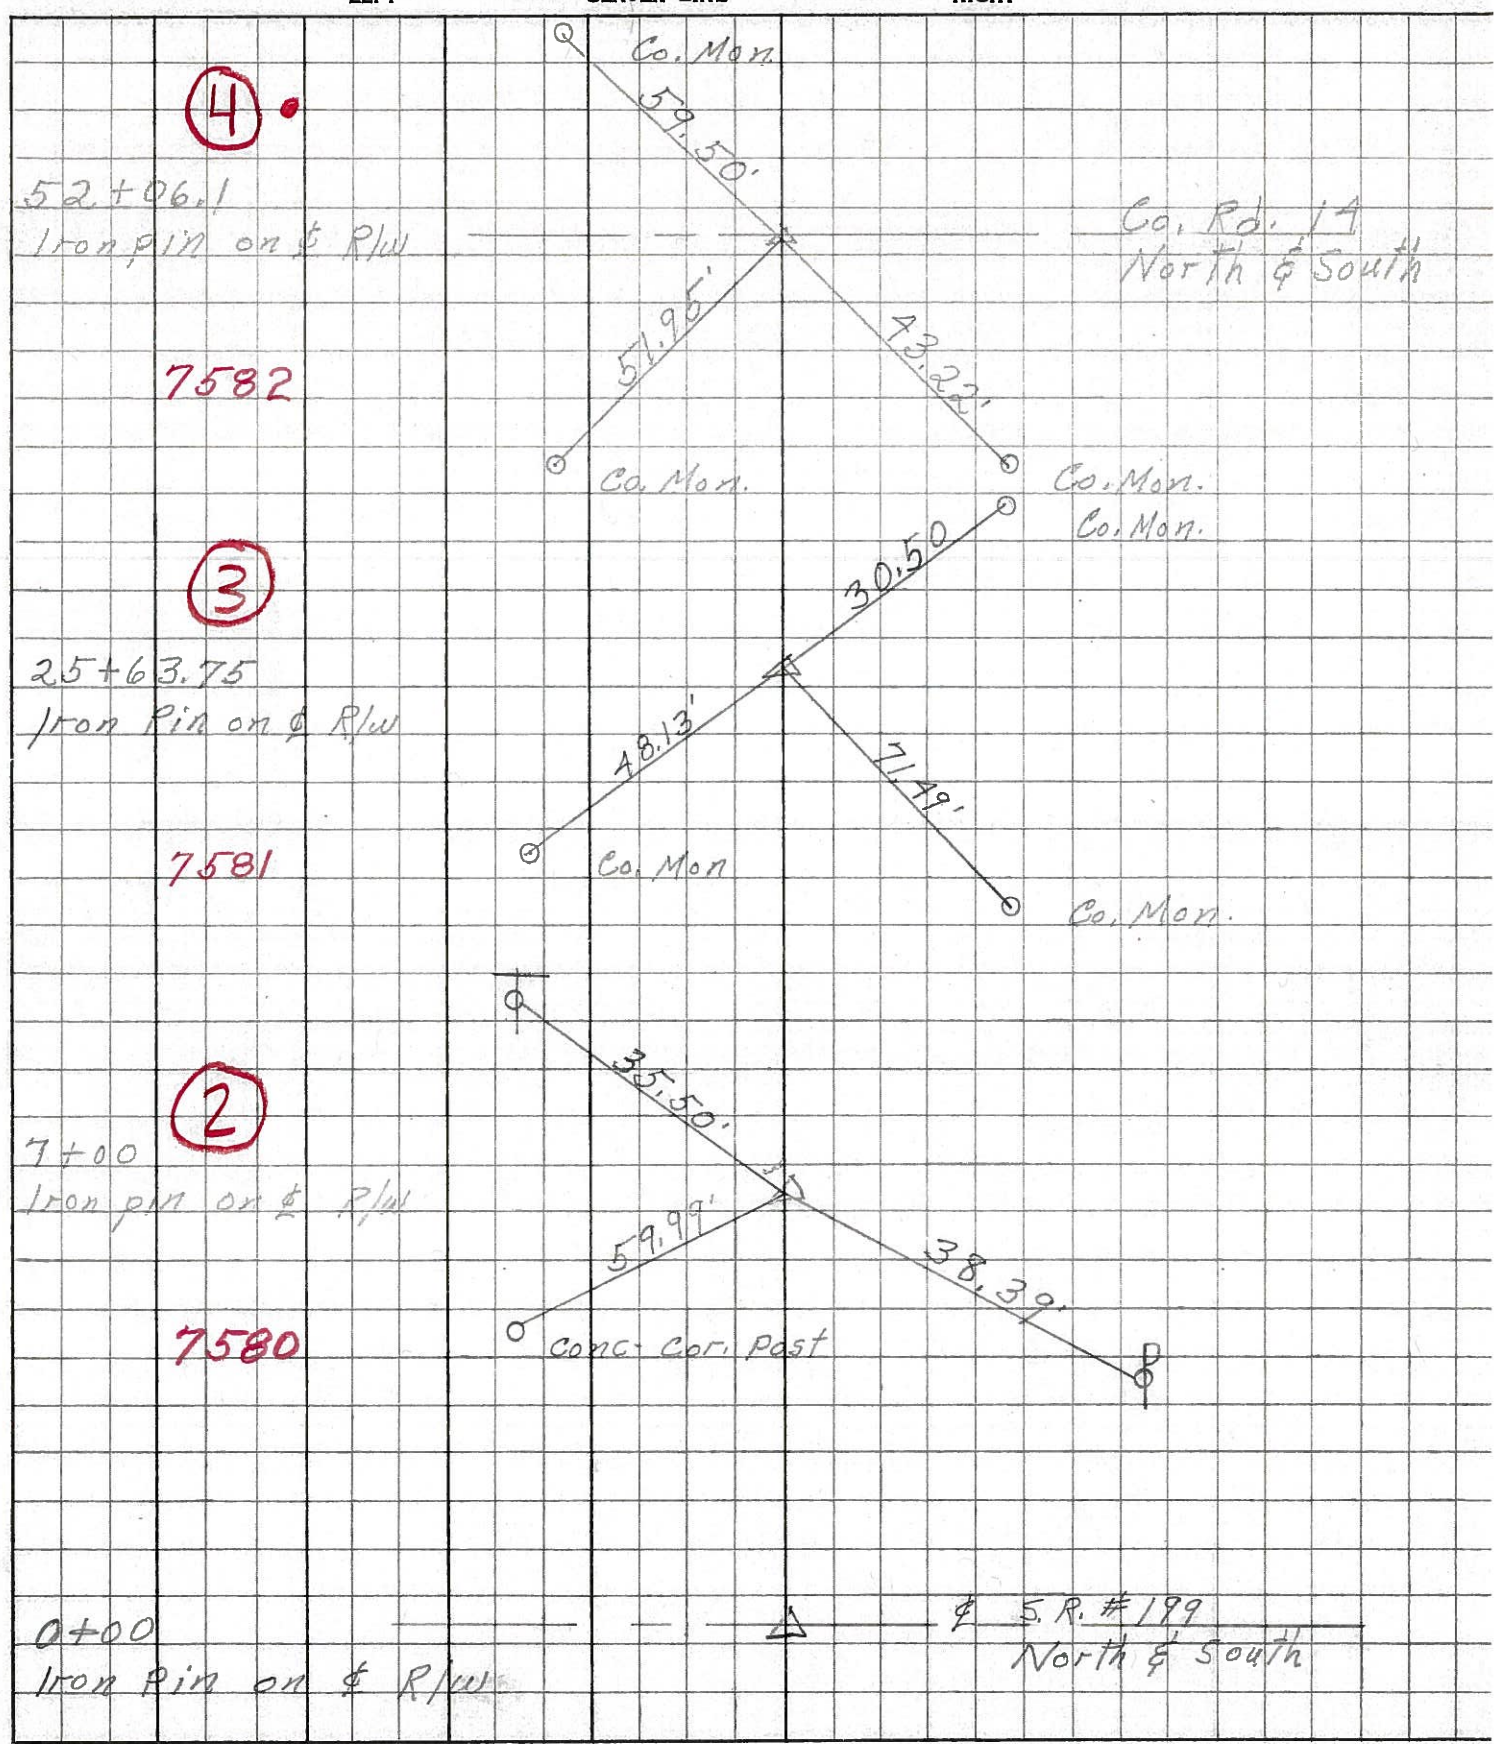 Co. Mon.
59.50'
4
52+06.1
Iron pin on ₵ R/W
Co. Rd. 14
North & South
51.95'
43.22'
7582
Co. Mon.
Co. Mon.
Co. Mon.
30.50
3
25+63.75
Iron Pin on ₵ R/W
48.13'
71.49'
7581
Co. Mon
Co. Mon.
35.50'
2
7+00
Iron pin on ₵ R/W
59.99'
38.39'
7580
Conc. Cor. Post
0+00
Iron Pin on ₵ R/W
₵ S.R. #199
North & South